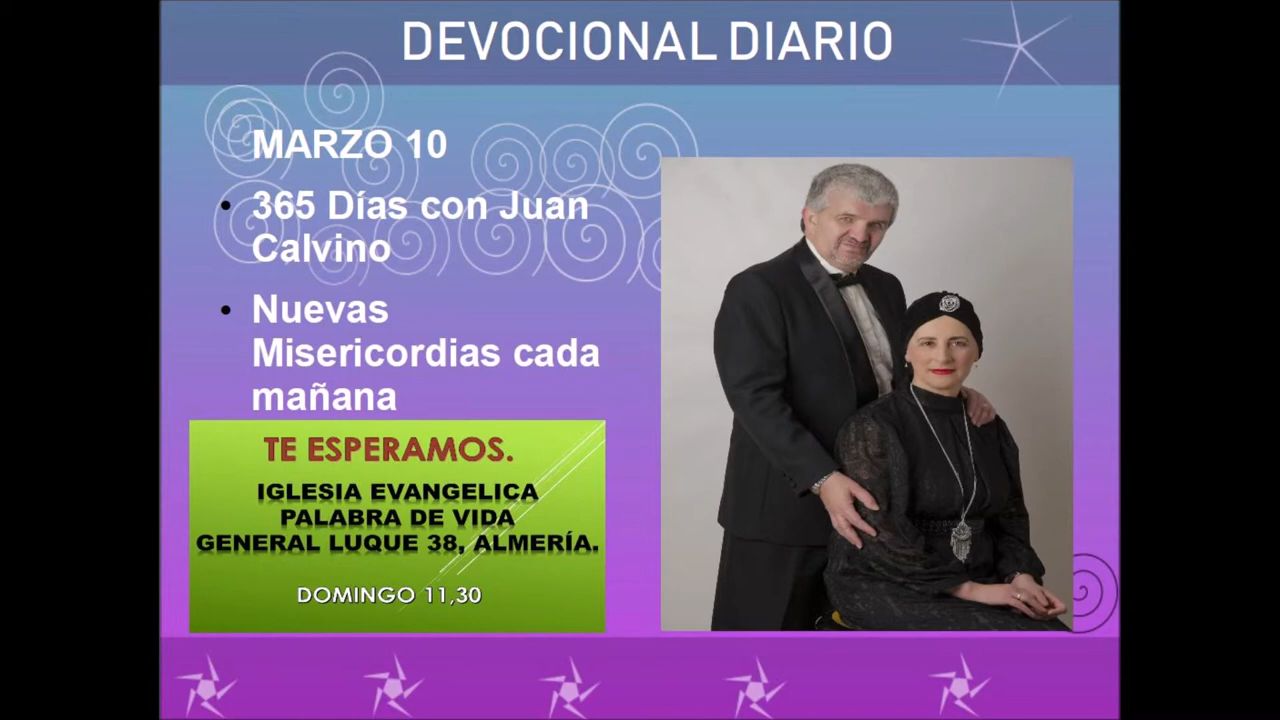 DEVOCIONAL DIARIO
MARZO 10
• 365 Días con Juan
Calvino
• Nuevas
Misericordias cada
mañana
TE ESPERAMOS.
IGLESIA EVANGELICA
PALABRA DE VIDA
GENERAL LUQUE 38, ALMERÍA.
DOMINGO 11,30